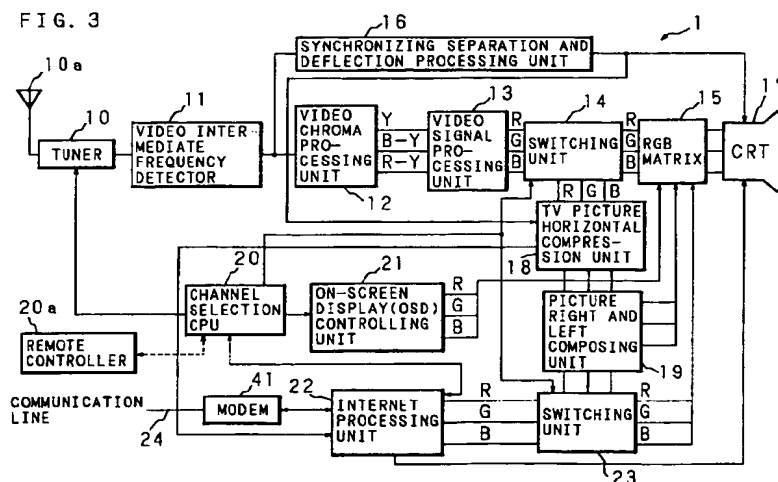 FIG. 3
16
SYNCHRONIZING SEPARATION AND
DEFLECTION PROCESSING UNIT
1
10a
10
TUNER
11
VIDEO INTER-
MEDIATE
FREQUENCY
DETECTOR
VIDEO
CHROMA
PRO-
CESSING
UNIT
12
Y
B-Y
R-Y
13
VIDEO
SIGNAL
PRO-
CESSING
UNIT
R
G
B
14
SWITCHING
UNIT
R
G
B
15
RGB
MATRIX
CRT
R G B
TV PICTURE
HORIZONTAL
COMPRES-
SION UNIT
18
20
CHANNEL
SELECTION
CPU
21
ON-SCREEN
DISPLAY(OSD)
CONTROLLING
UNIT
R
G
B
PICTURE
RIGHT AND
LEFT
COMPOSING
UNIT
19
20a
REMOTE
CONTROLLER
COMMUNICATION
LINE
24
41
MODEM
22
INTERNET
PROCESSING
UNIT
R
G
B
SWITCHING
UNIT
23
R
G
B